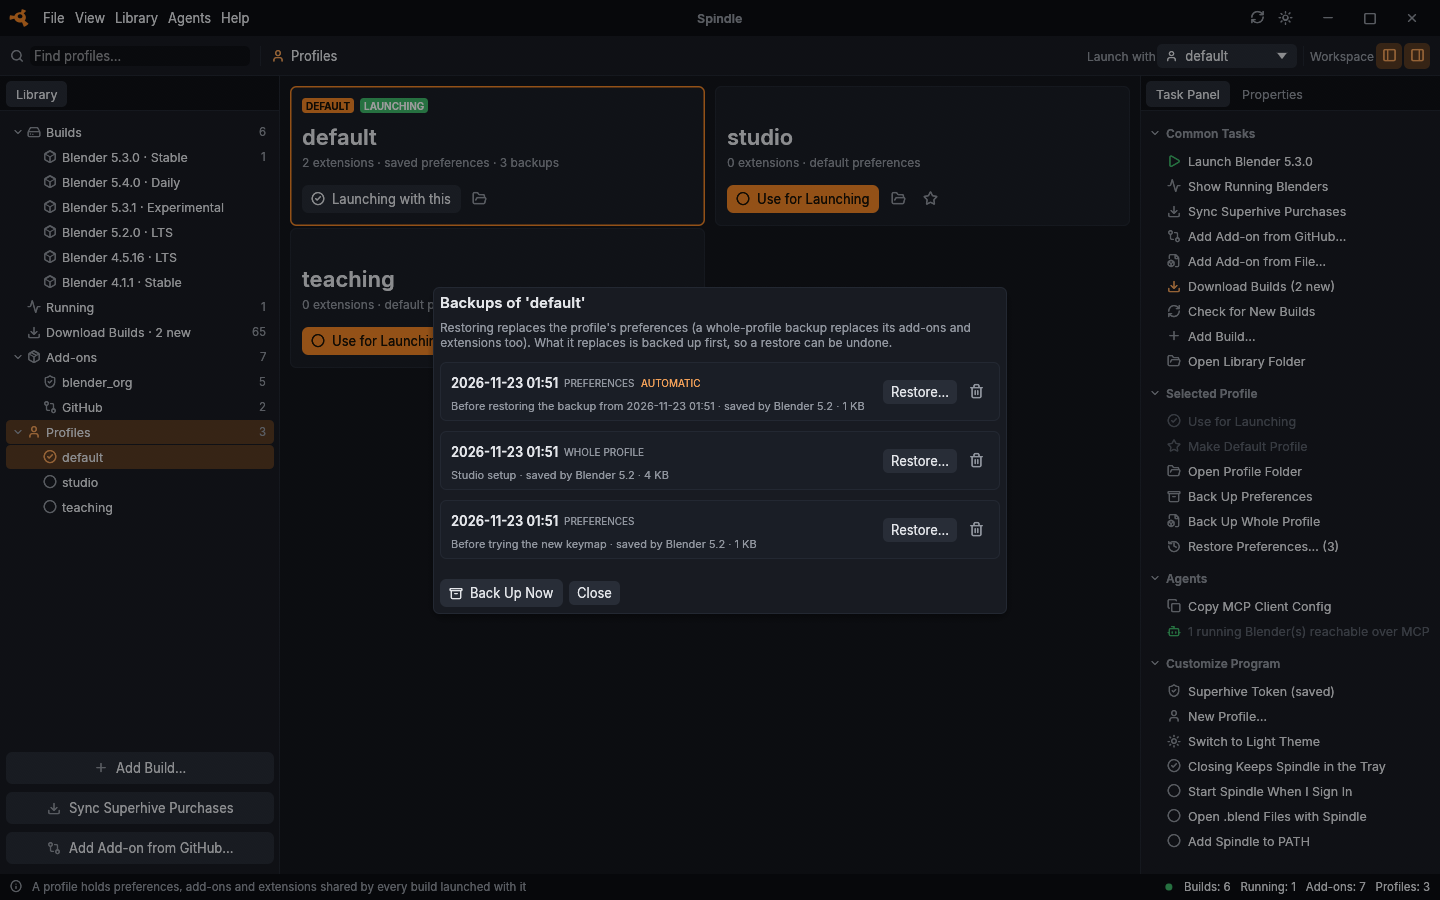 File View Library Agents Help
Spindle
Find profiles...
Profiles
Launch with
default
Workspace
Library
Builds 6
Blender 5.3.0 · Stable 1
Blender 5.4.0 · Daily
Blender 5.3.1 · Experimental
Blender 5.2.0 · LTS
Blender 4.5.16 · LTS
Blender 4.1.1 · Stable
Running 1
Download Builds · 2 new 65
Add-ons 7
blender_org 5
GitHub 2
Profiles 3
default
studio
teaching
Add Build...
Sync Superhive Purchases
Add Add-on from GitHub...
DEFAULT LAUNCHING
default
2 extensions · saved preferences · 3 backups
Launching with this
studio
0 extensions · default preferences
Use for Launching
teaching
0 extensions · default p
Use for Launchin
Backups of 'default'
Restoring replaces the profile's preferences (a whole-profile backup replaces its add-ons and
extensions too). What it replaces is backed up first, so a restore can be undone.
2026-11-23 01:51 PREFERENCES AUTOMATIC
Before restoring the backup from 2026-11-23 01:51 · saved by Blender 5.2 · 1 KB
Restore...
2026-11-23 01:51 WHOLE PROFILE
Studio setup · saved by Blender 5.2 · 4 KB
Restore...
2026-11-23 01:51 PREFERENCES
Before trying the new keymap · saved by Blender 5.2 · 1 KB
Restore...
Back Up Now
Close
Task Panel Properties
Common Tasks
Launch Blender 5.3.0
Show Running Blenders
Sync Superhive Purchases
Add Add-on from GitHub...
Add Add-on from File...
Download Builds (2 new)
Check for New Builds
Add Build...
Open Library Folder
Selected Profile
Use for Launching
Make Default Profile
Open Profile Folder
Back Up Preferences
Back Up Whole Profile
Restore Preferences... (3)
Agents
Copy MCP Client Config
1 running Blender(s) reachable over MCP
Customize Program
Superhive Token (saved)
New Profile...
Switch to Light Theme
Closing Keeps Spindle in the Tray
Start Spindle When I Sign In
Open .blend Files with Spindle
Add Spindle to PATH
A profile holds preferences, add-ons and extensions shared by every build launched with it
Builds: 6 Running: 1 Add-ons: 7 Profiles: 3